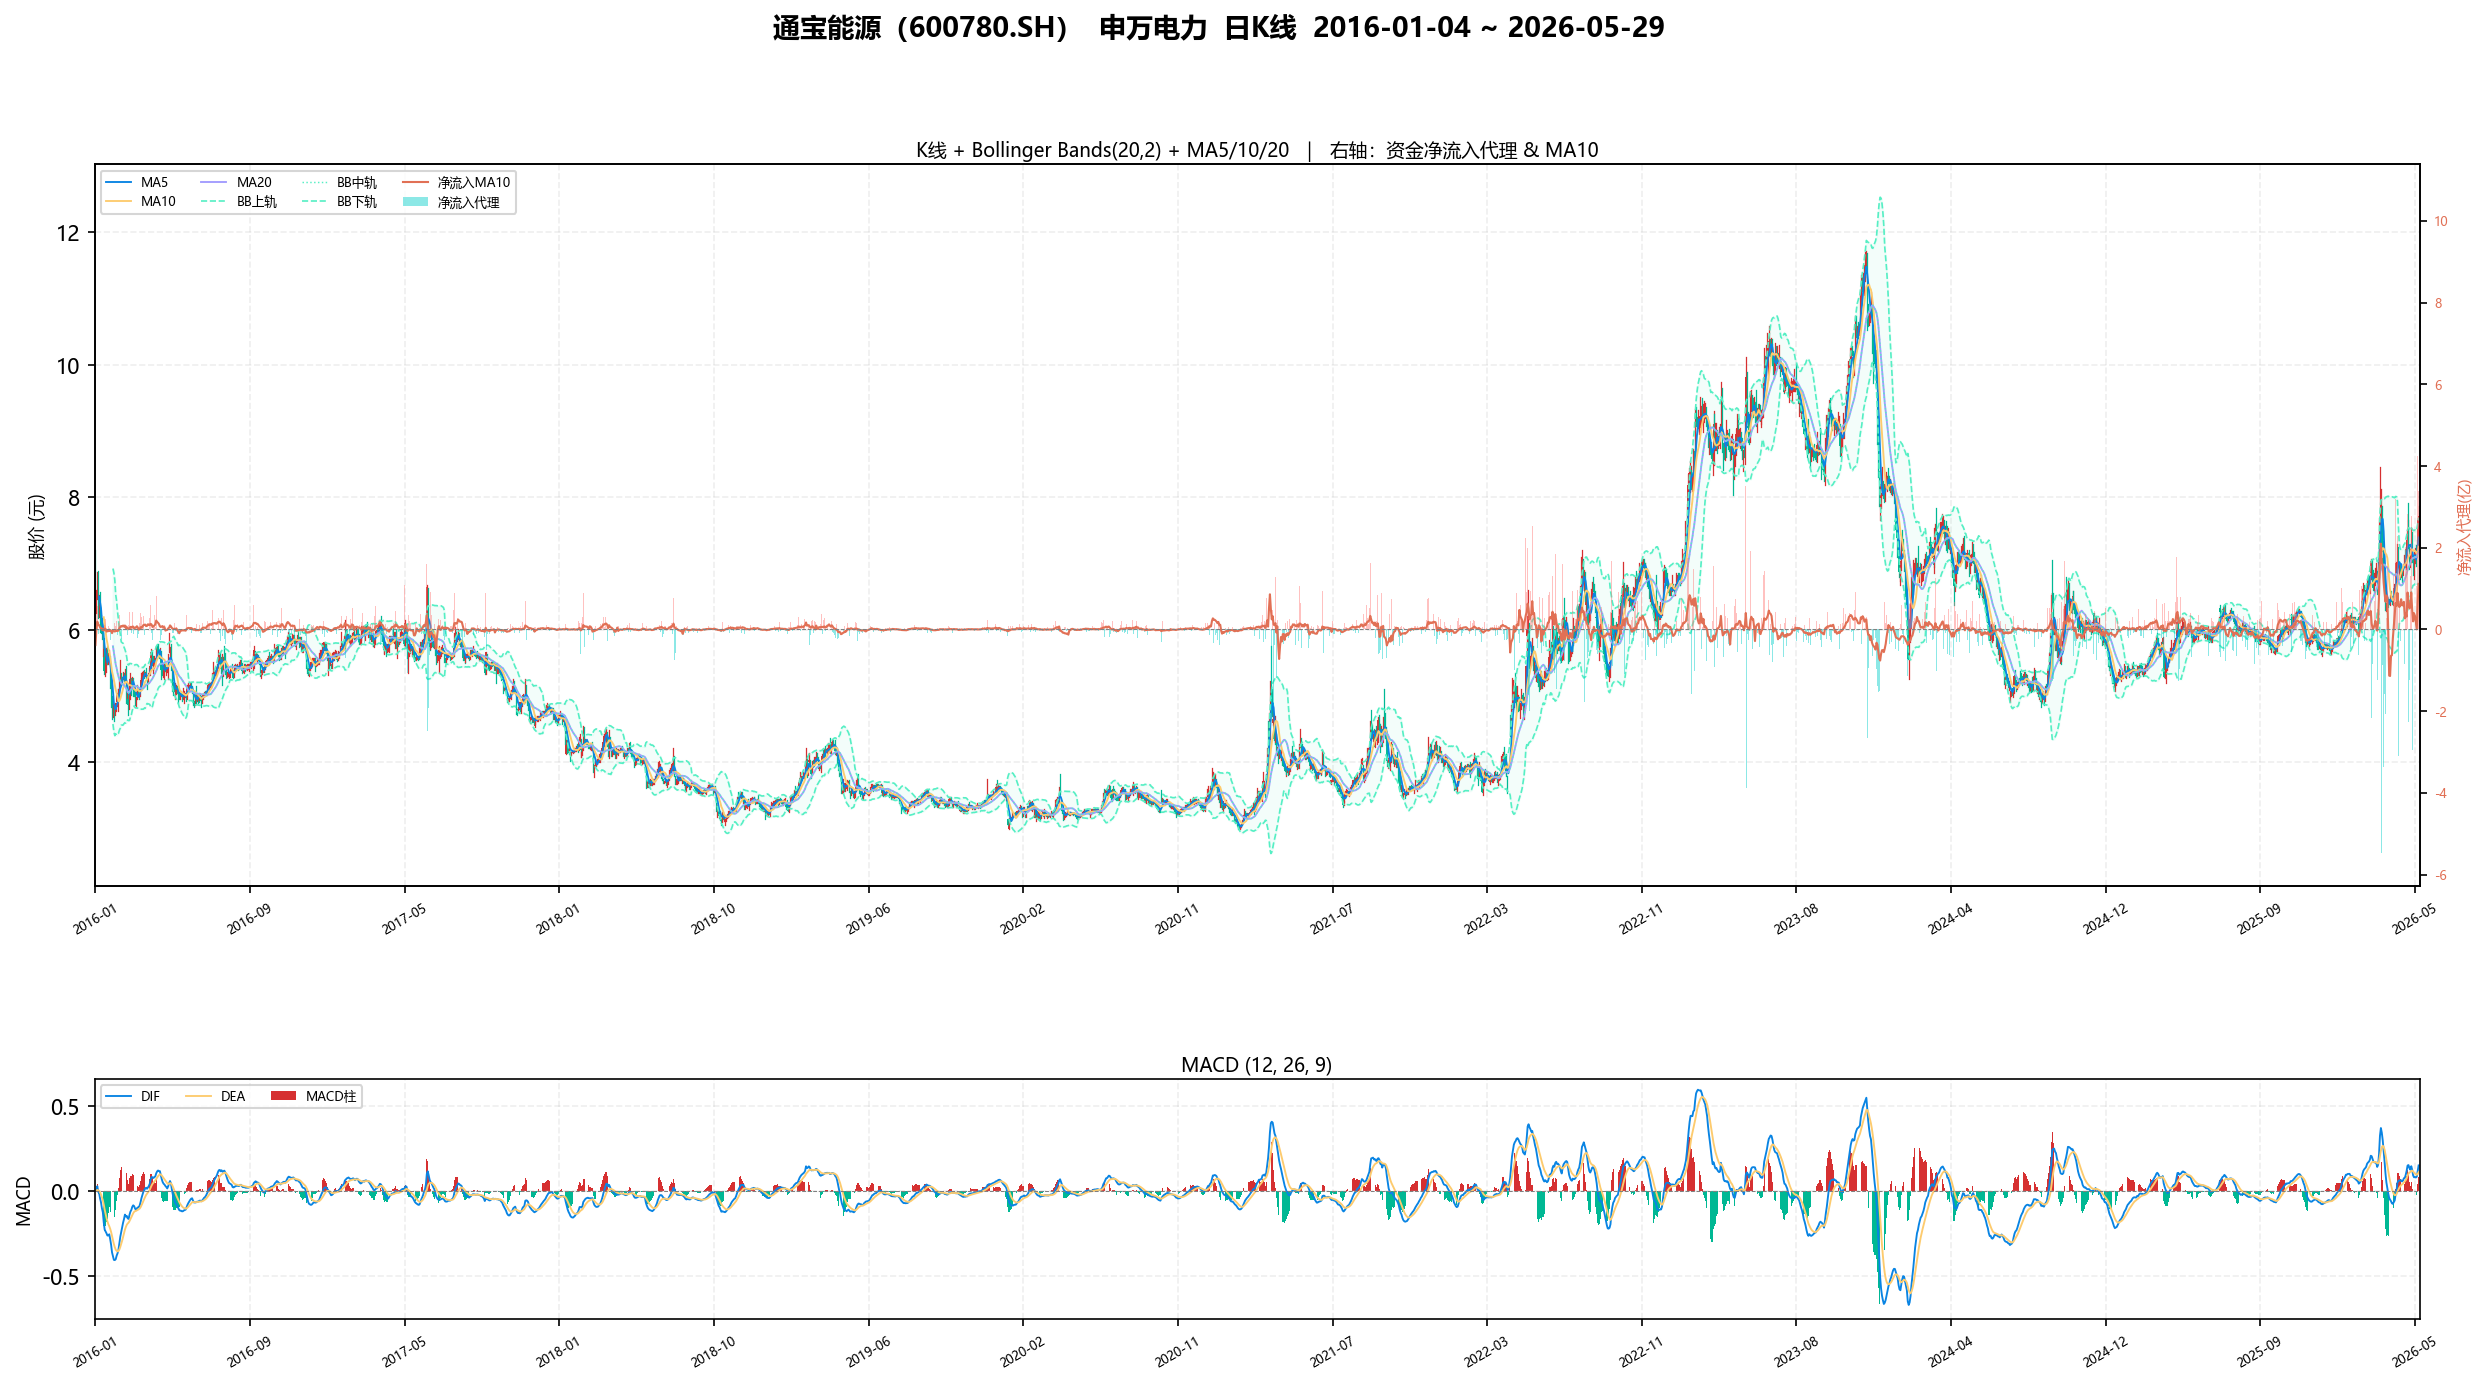 通宝能源（600780.SH） 申万电力 日K线 2016-01-04 ~ 2026-05-29
K线 + Bollinger Bands(20,2) + MA5/10/20 | 右轴：资金净流入代理 & MA10
MA5 MA20 BB中轨 净流入MA10
MA10 BB上轨 BB下轨 净流入代理
股价 (元)
12
10
8
6
4
净流入代理(亿)
10
8
6
4
2
0
-2
-4
-6
2016-01 2016-09 2017-05 2018-01 2018-10 2019-06 2020-02 2020-11 2021-07 2022-03 2022-11 2023-08 2024-04 2024-12 2025-09 2026-05
MACD (12, 26, 9)
DIF DEA MACD柱
MACD
0.5
0.0
-0.5
2016-01 2016-09 2017-05 2018-01 2018-10 2019-06 2020-02 2020-11 2021-07 2022-03 2022-11 2023-08 2024-04 2024-12 2025-09 2026-05